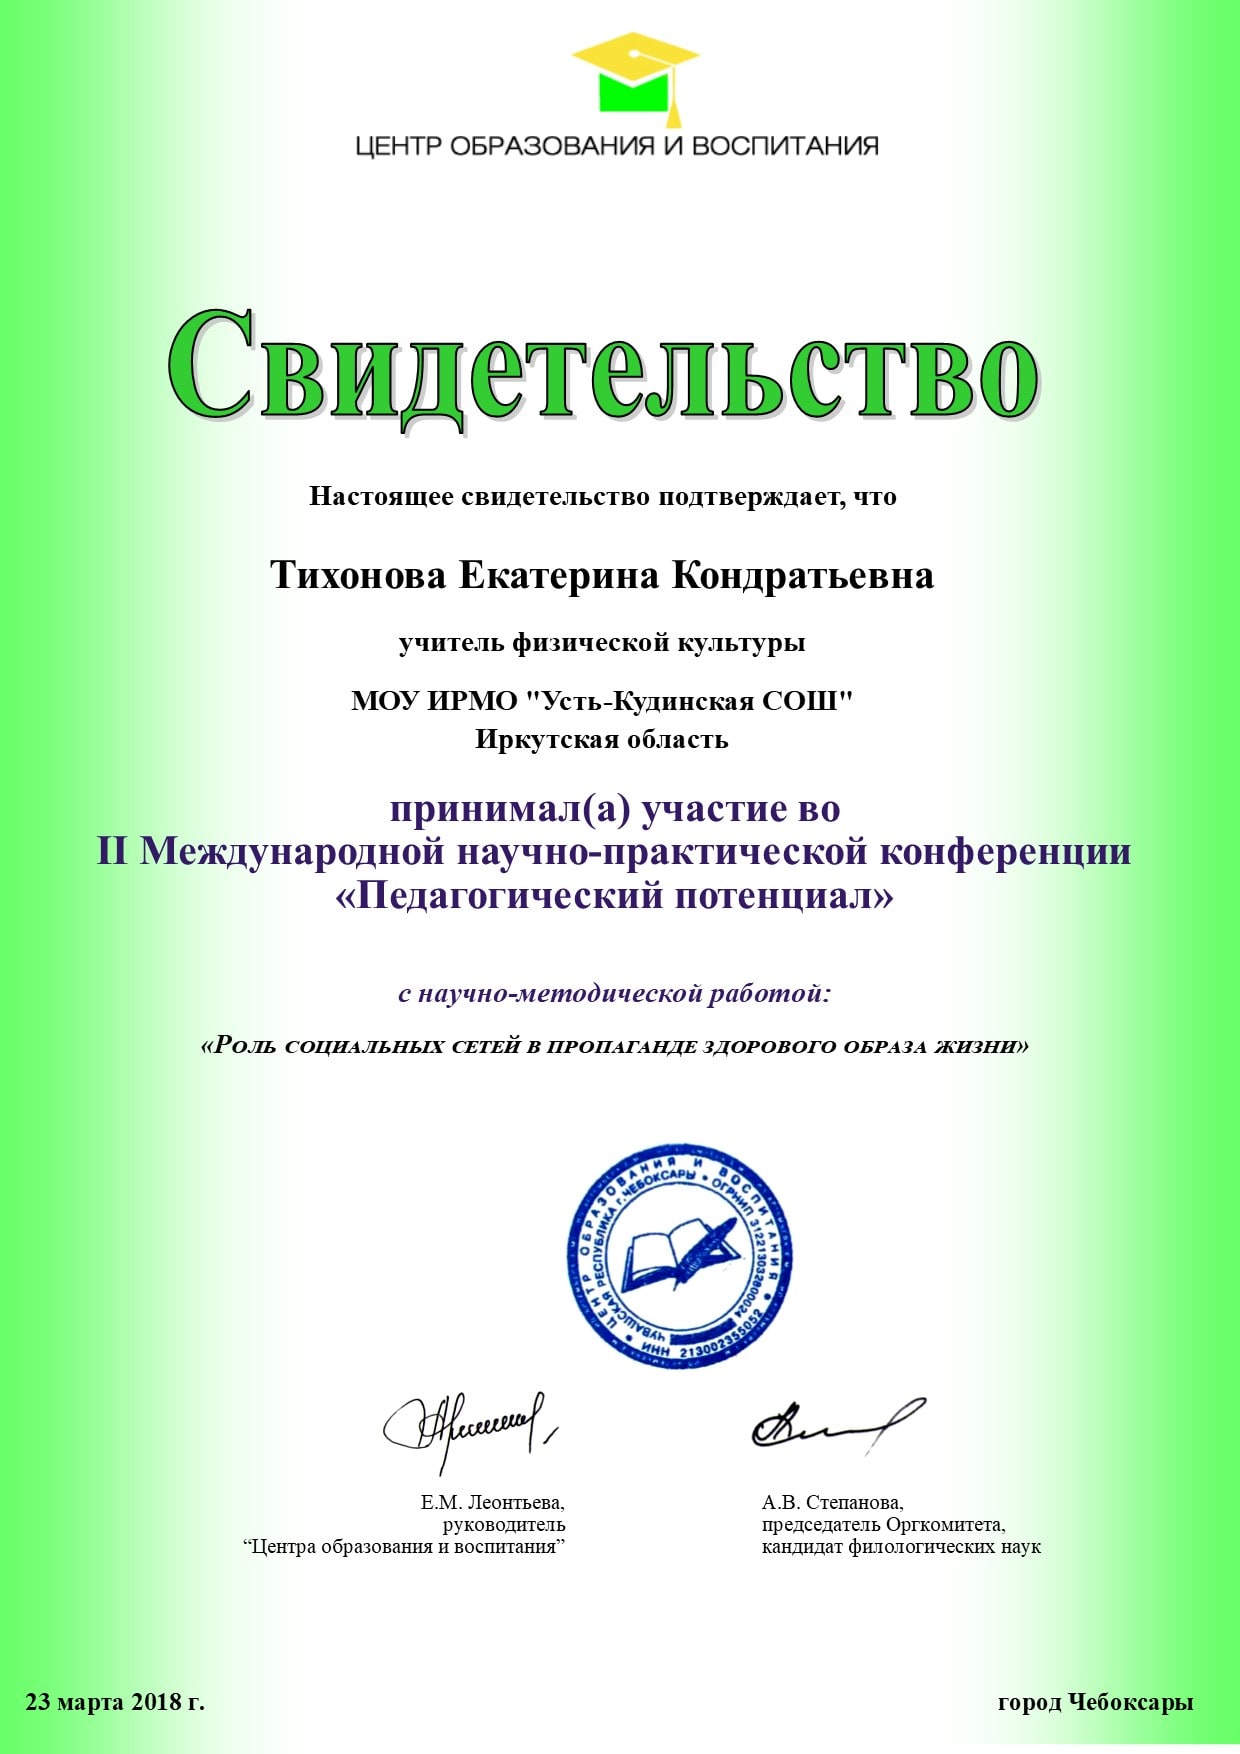 ЦЕНТР ОБРАЗОВАНИЯ И ВОСПИТАНИЯ
Свидетельство
Настоящее свидетельство подтверждает, что
Тихонова Екатерина Кондратьевна
учитель физической культуры
МОУ ИРМО "Усть-Кудинская СОШ"
Иркутская область
принимал(а) участие во
II Международной научно-практической конференции
«Педагогический потенциал»
с научно-методической работой:
«Роль социальных сетей в пропаганде здорового образа жизни»
ЦЕНТР ОБРАЗОВАНИЯ И ВОСПИТАНИЯ • ИНН 213002355052 •
ЧУВАШСКАЯ РЕСПУБЛИКА г.ЧЕБОКСАРЫ • ОГРНИП 312213032800024
Е.М. Леонтьева,
руководитель
“Центра образования и воспитания”
А.В. Степанова,
председатель Оргкомитета,
кандидат филологических наук
23 марта 2018 г.
город Чебоксары